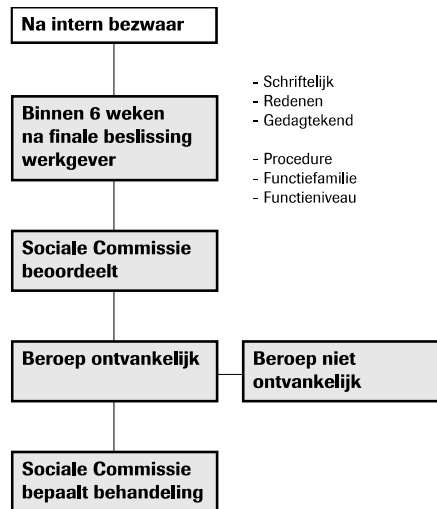 Na intern bezwaar
Binnen 6 weken
na finale beslissing
werkgever
- Schriftelijk
- Redenen
- Gedagtekend
- Procedure
- Functiefamilie
- Functieniveau
Sociale Commissie
beoordeelt
Beroep ontvankelijk
Beroep niet
ontvankelijk
Sociale Commissie
bepaalt behandeling